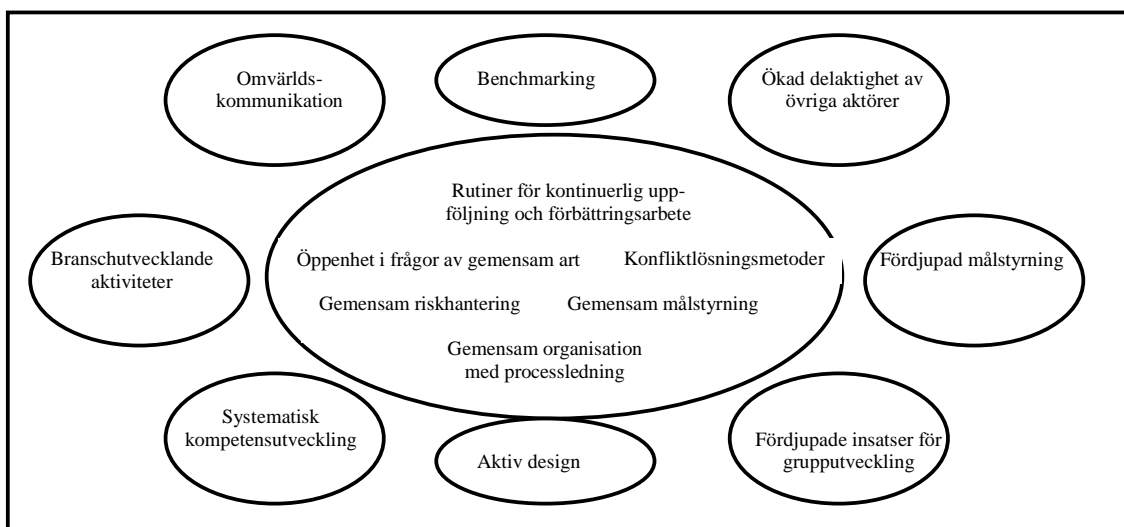 Omvärlds-
kommunikation
Benchmarking
Ökad delaktighet av
övriga aktörer
Rutiner för kontinuerlig upp-
följning och förbättringsarbete
Branschutvecklande
aktiviteter
Öppenhet i frågor av gemensam art
Konfliktlösningsmetoder
Fördjupad målstyrning
Gemensam riskhantering
Gemensam målstyrning
Gemensam organisation
med processledning
Systematisk
kompetensutveckling
Aktiv design
Fördjupade insatser för
grupputveckling